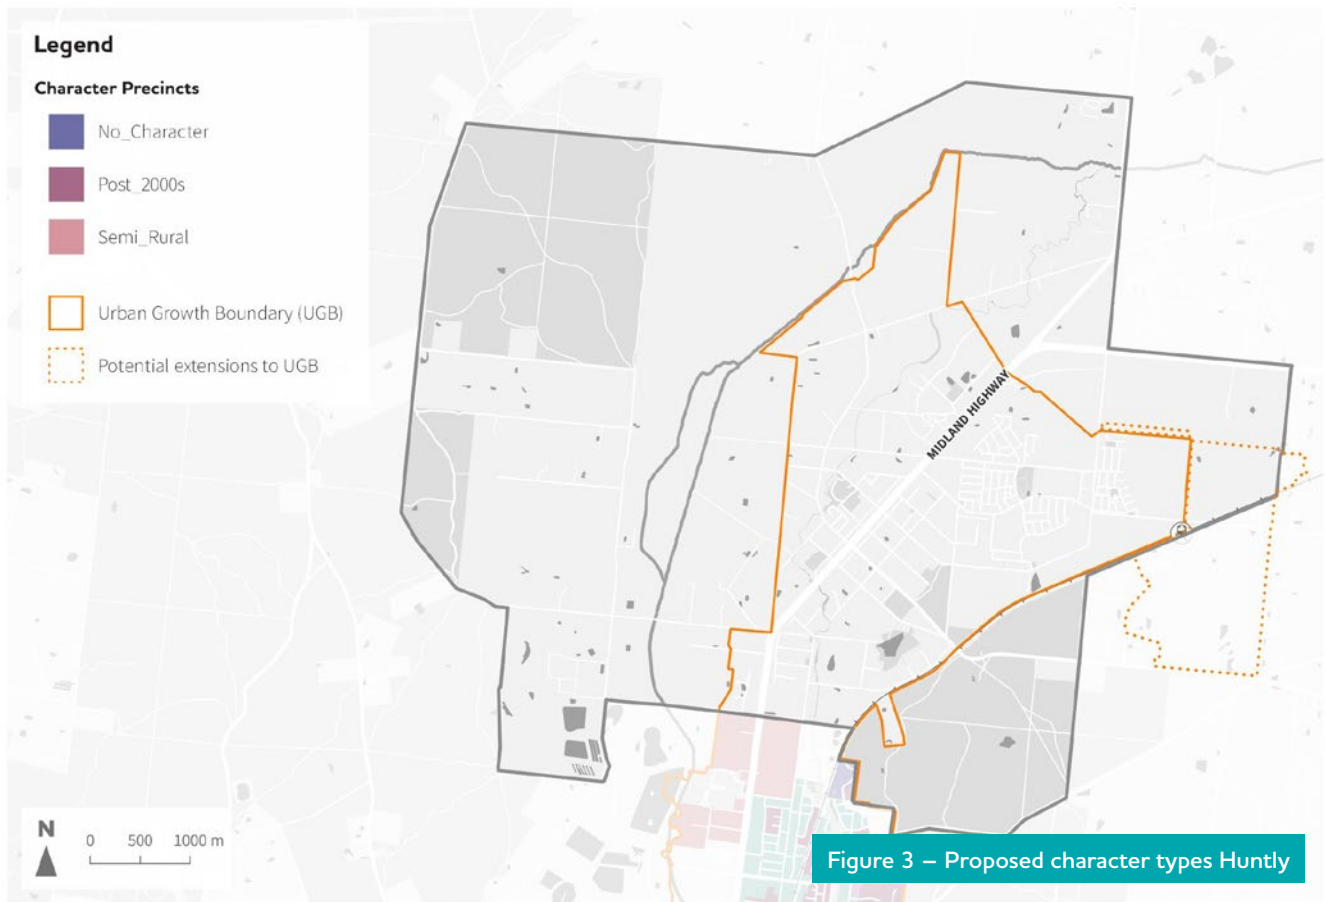 Legend
Character Precincts
No_Character
Post_2000s
Semi_Rural
Urban Growth Boundary (UGB)
Potential extensions to UGB
MIDLAND HIGHWAY
N
0 500 1000 m
Figure 3 – Proposed character types Huntly